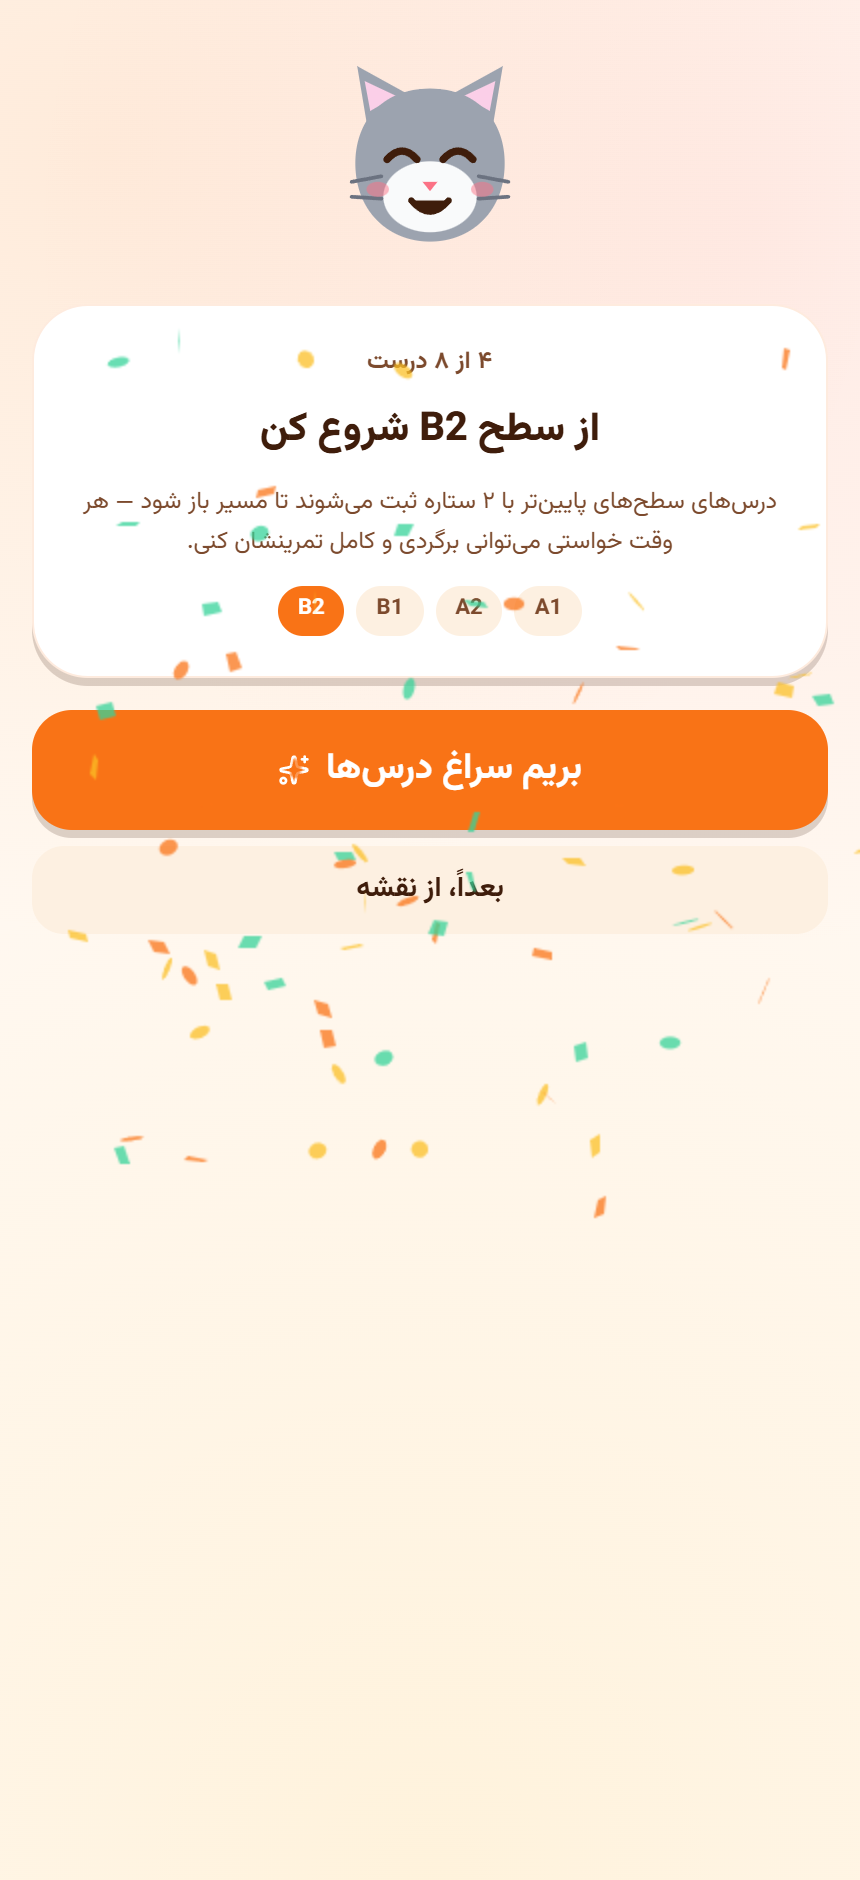 ۴ از ۸ درست
از سطح B2 شروع کن
درس‌های سطح‌های پایین‌تر با ۲ ستاره ثبت می‌شوند تا مسیر باز شود — هر
وقت خواستی می‌توانی برگردی و کامل تمرینشان کنی.
A1 A2 B1 B2
بریم سراغ درس‌ها
بعداً، از نقشه